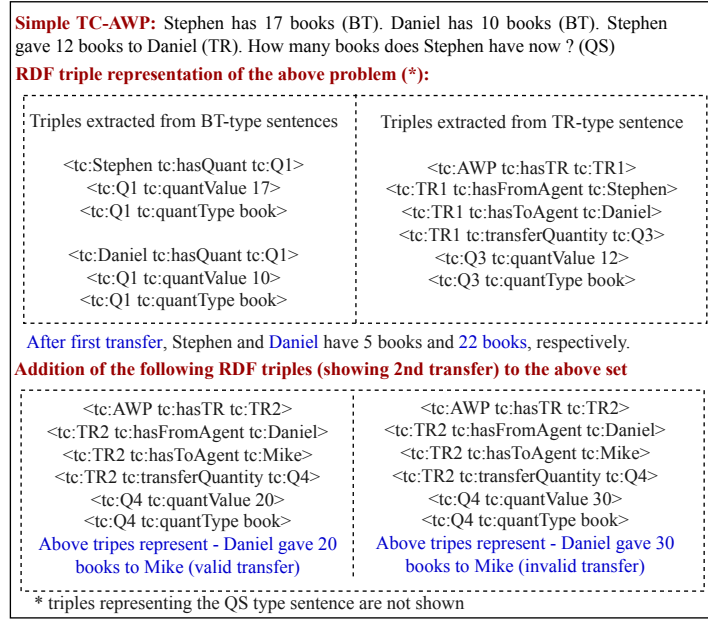 Simple TC-AWP: Stephen has 17 books (BT). Daniel has 10 books (BT). Stephen
gave 12 books to Daniel (TR). How many books does Stephen have now ? (QS)
RDF triple representation of the above problem (*):
Triples extracted from BT-type sentences
<tc:Stephen tc:hasQuant tc:Q1>
<tc:Q1 tc:quantValue 17>
<tc:Q1 tc:quantType book>
<tc:Daniel tc:hasQuant tc:Q1>
<tc:Q1 tc:quantValue 10>
<tc:Q1 tc:quantType book>
Triples extracted from TR-type sentence
<tc:AWP tc:hasTR tc:TR1>
<tc:TR1 tc:hasFromAgent tc:Stephen>
<tc:TR1 tc:hasToAgent tc:Daniel>
<tc:TR1 tc:transferQuantity tc:Q3>
<tc:Q3 tc:quantValue 12>
<tc:Q3 tc:quantType book>
After first transfer, Stephen and Daniel have 5 books and 22 books, respectively.
Addition of the following RDF triples (showing 2nd transfer) to the above set
<tc:AWP tc:hasTR tc:TR2>
<tc:TR2 tc:hasFromAgent tc:Daniel>
<tc:TR2 tc:hasToAgent tc:Mike>
<tc:TR2 tc:transferQuantity tc:Q4>
<tc:Q4 tc:quantValue 20>
<tc:Q4 tc:quantType book>
Above tripes represent - Daniel gave 20
books to Mike (valid transfer)
<tc:AWP tc:hasTR tc:TR2>
<tc:TR2 tc:hasFromAgent tc:Daniel>
<tc:TR2 tc:hasToAgent tc:Mike>
<tc:TR2 tc:transferQuantity tc:Q4>
<tc:Q4 tc:quantValue 30>
<tc:Q4 tc:quantType book>
Above tripes represent - Daniel gave 30
books to Mike (invalid transfer)
* triples representing the QS type sentence are not shown